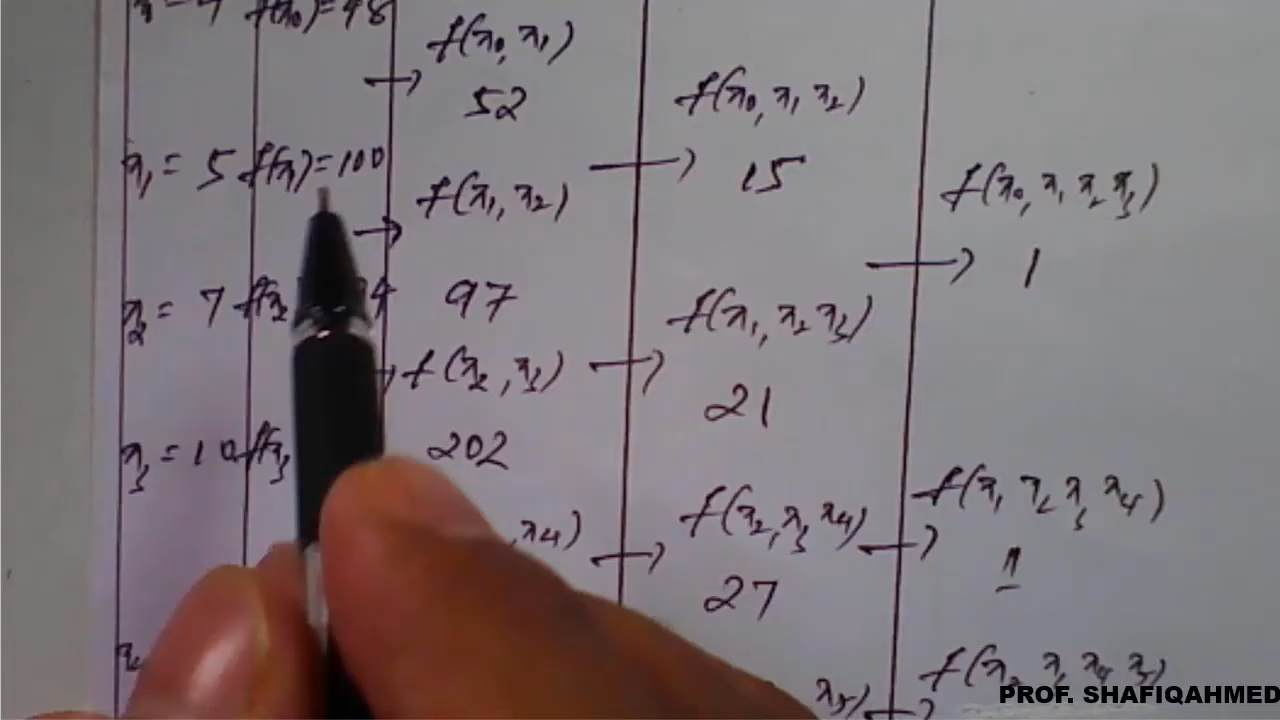 f(x₀)=48
f(x₀, x₁)
52
f(x₀, x₁ x₂)
x₁ = 5 f(x₁)=100
15
f(x₀, x₁ x₂ x₃)
f(x₁, x₂)
1
x₂ = 7
97
f(x₁, x₂ x₃)
f(x₂, x₃)
21
x₃ = 10
202
f(x₁ x₂ x₃ x₄)
f(x₂, x₃ x₄)
, x₄)
1
27
x₅)
PROF. SHAFIQAHMED